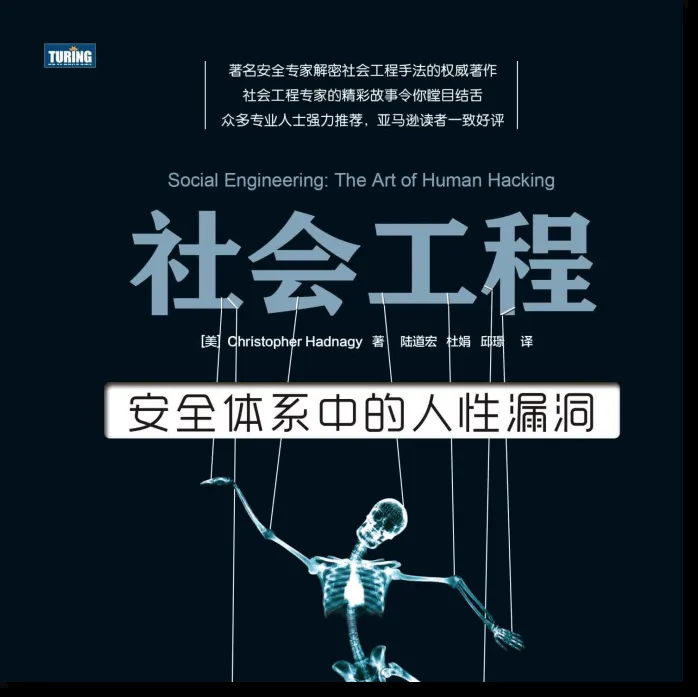 TURING
著名安全专家解密社会工程手法的权威著作
社会工程专家的精彩故事令你瞠目结舌
众多专业人士强力推荐，亚马逊读者一致好评
Social Engineering: The Art of Human Hacking
社会工程
[美] Christopher Hadnagy 著 陆道宏 杜娟 邱璟 译
安全体系中的人性漏洞